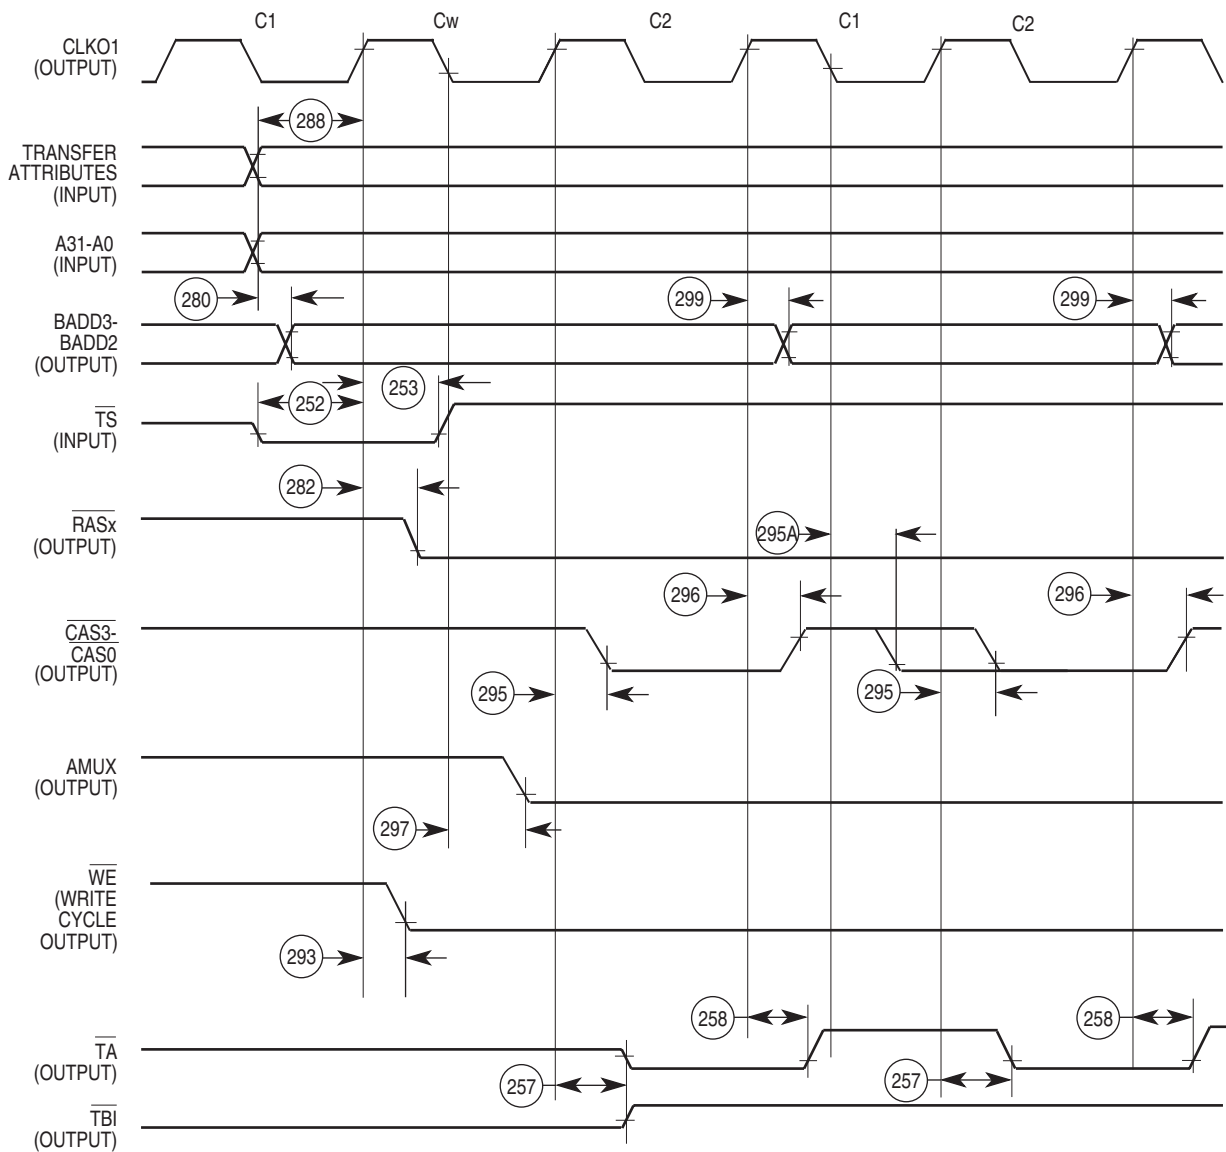 C1 Cw C2 C1 C2
CLKO1
(OUTPUT)
288
TRANSFER
ATTRIBUTES
(INPUT)
A31-A0
(INPUT)
280 299 299
BADD3-
BADD2
(OUTPUT)
252 253
TS
(INPUT)
282
RASx
(OUTPUT)
295A
296 296
CAS3-
CAS0
(OUTPUT)
295 295
AMUX
(OUTPUT)
297
WE
(WRITE
CYCLE
OUTPUT)
293
258 258
TA
(OUTPUT)
257 257
TBI
(OUTPUT)